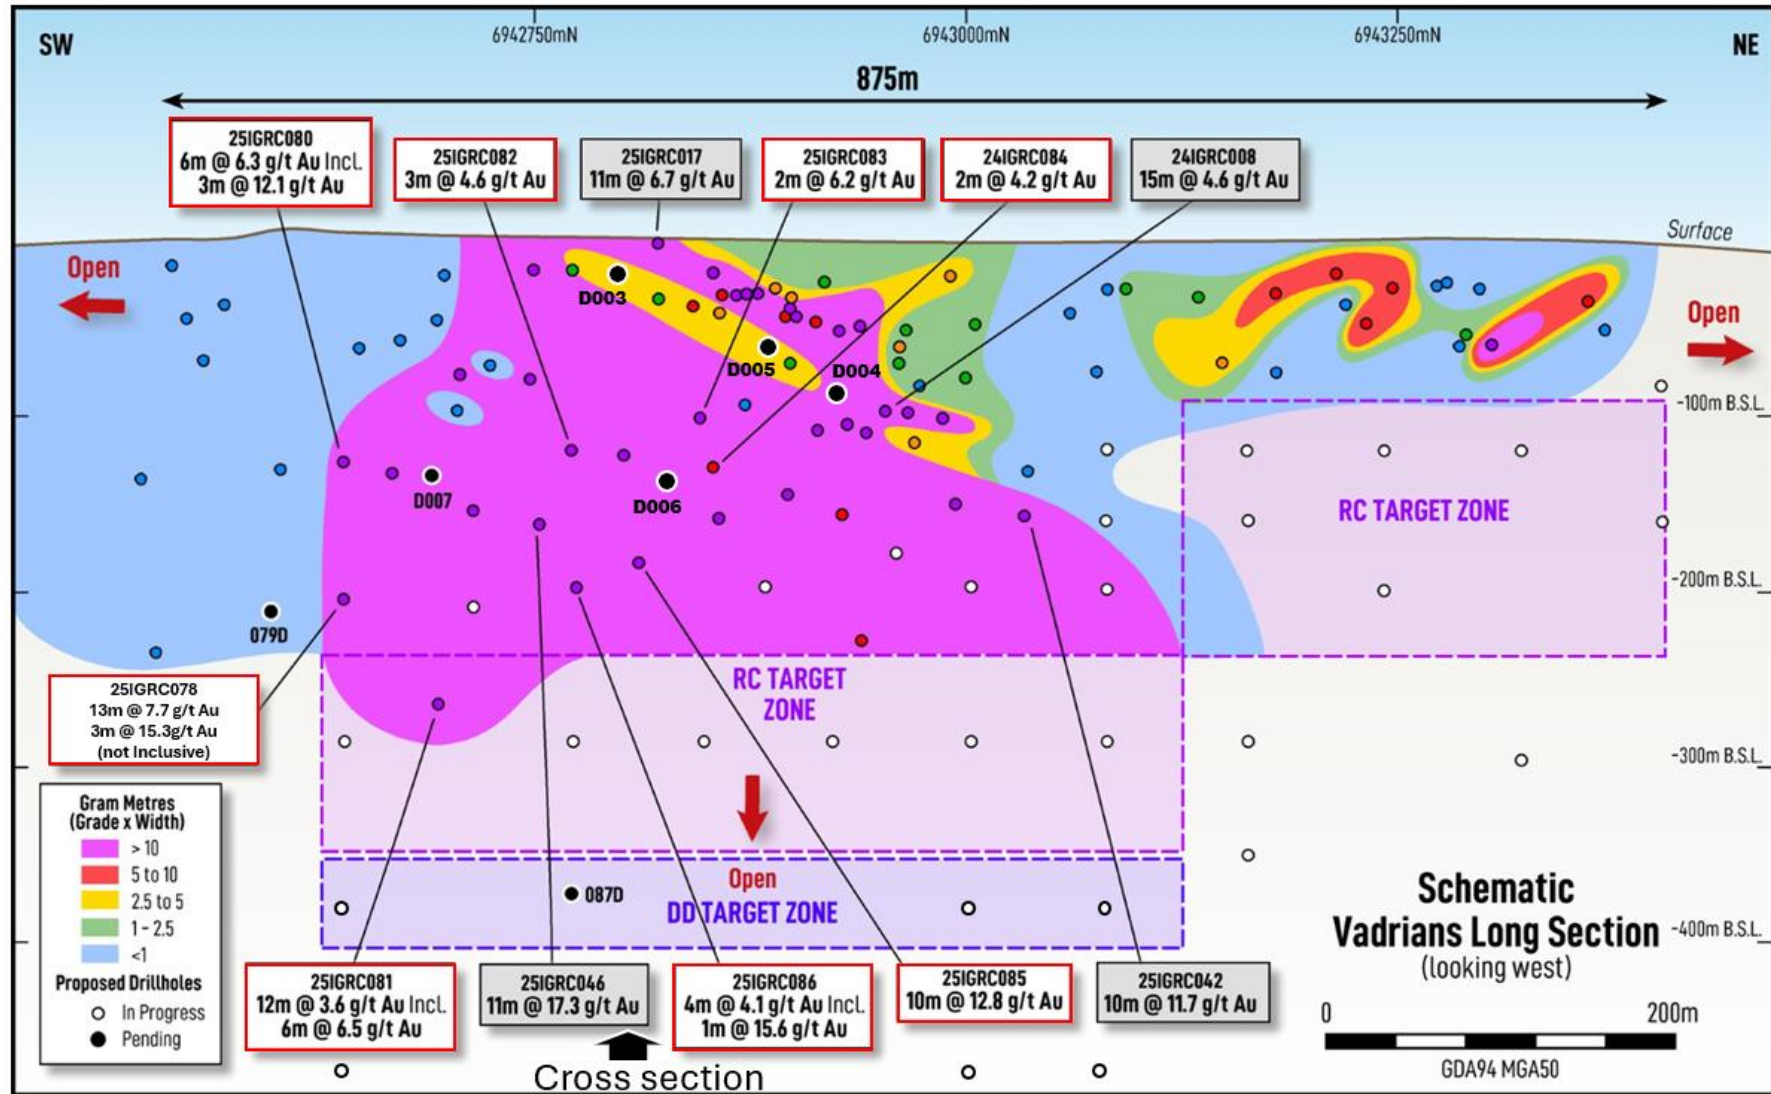 6942750mN
6943000mN
6943250mN
SW
NE
875m
25IGRC080
6m @ 6.3 g/t Au Incl.
3m @ 12.1 g/t Au
25IGRC082
3m @ 4.6 g/t Au
25IGRC017
11m @ 6.7 g/t Au
25IGRC083
2m @ 6.2 g/t Au
24IGRC084
2m @ 4.2 g/t Au
24IGRC008
15m @ 4.6 g/t Au
Surface
Open
Open
D003
D005
D004
D007
D006
079D
-100m B.S.L.
RC TARGET ZONE
-200m B.S.L.
RC TARGET
ZONE
25IGRC078
13m @ 7.7 g/t Au
3m @ 15.3g/t Au
(not Inclusive)
-300m B.S.L.
Gram Metres
(Grade x Width)
> 10
5 to 10
2.5 to 5
1 - 2.5
<1
Proposed Drillholes
In Progress
Pending
087D
Open
DD TARGET ZONE
-400m B.S.L.
Schematic
Vadrians Long Section
(looking west)
25IGRC081
12m @ 3.6 g/t Au Incl.
6m @ 6.5 g/t Au
25IGRC046
11m @ 17.3 g/t Au
25IGRC086
4m @ 4.1 g/t Au Incl.
1m @ 15.6 g/t Au
25IGRC085
10m @ 12.8 g/t Au
25IGRC042
10m @ 11.7 g/t Au
0
200m
GDA94 MGA50
Cross section